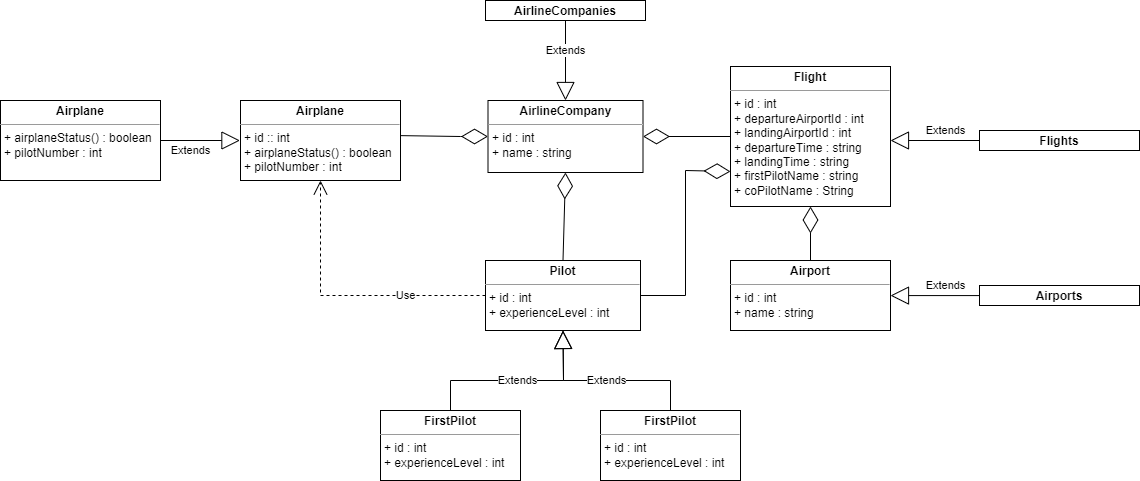 AirlineCompanies
Extends
Airplane
+ airplaneStatus() : boolean
+ pilotNumber : int
Extends
Airplane
+ id :: int
+ airplaneStatus() : boolean
+ pilotNumber : int
AirlineCompany
+ id : int
+ name : string
Flight
+ id : int
+ departureAirportId : int
+ landingAirportId : int
+ departureTime : string
+ landingTime : string
+ firstPilotName : string
+ coPilotName : String
Extends
Flights
Use
Pilot
+ id : int
+ experienceLevel : int
Airport
+ id : int
+ name : string
Extends
Airports
Extends
Extends
FirstPilot
+ id : int
+ experienceLevel : int
FirstPilot
+ id : int
+ experienceLevel : int